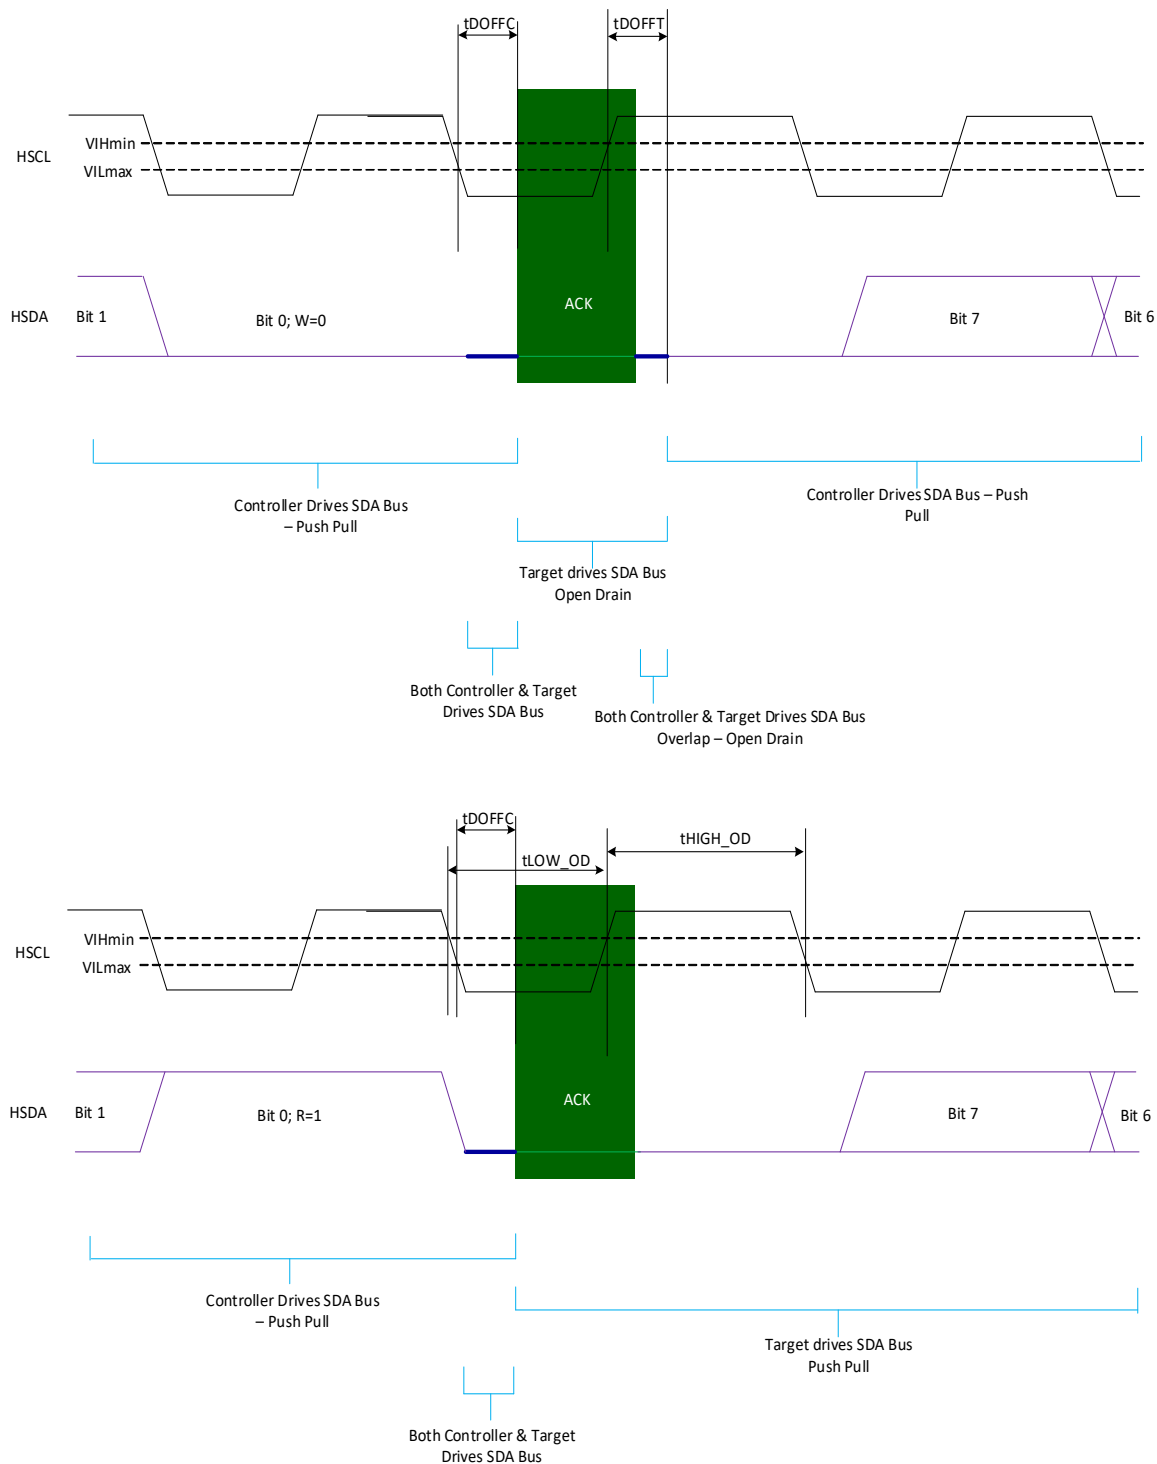 tDOFFC
tDOFFT
HSCL
VIHmin
VILmax
HSDA
Bit 1
Bit 0; W=0
ACK
Bit 7
Bit 6
Controller Drives SDA Bus
– Push Pull
Controller Drives SDA Bus – Push
Pull
Target drives SDA Bus
Open Drain
Both Controller & Target
Drives SDA Bus
Both Controller & Target Drives SDA Bus
Overlap – Open Drain
tDOFFC
tLOW_OD
tHIGH_OD
HSCL
VIHmin
VILmax
HSDA
Bit 1
Bit 0; R=1
ACK
Bit 7
Bit 6
Controller Drives SDA Bus
– Push Pull
Target drives SDA Bus
Push Pull
Both Controller & Target
Drives SDA Bus